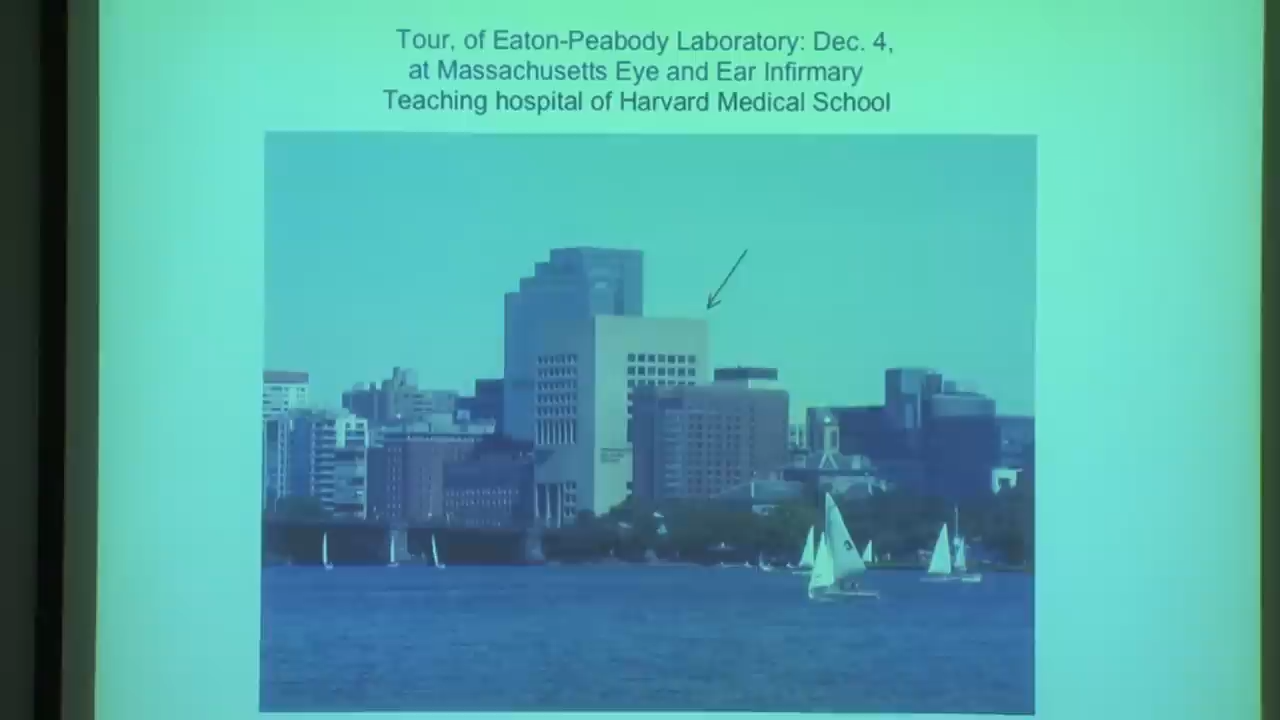 Tour, of Eaton-Peabody Laboratory: Dec. 4,
at Massachusetts Eye and Ear Infirmary
Teaching hospital of Harvard Medical School